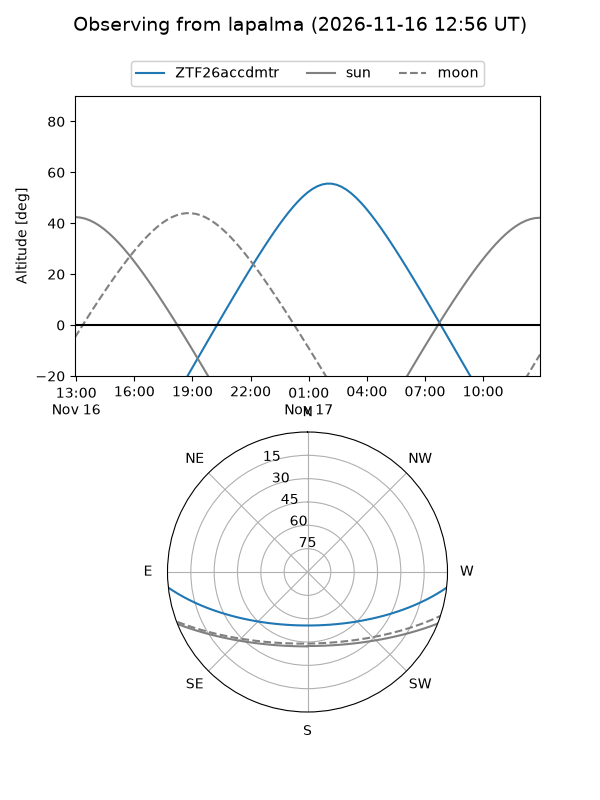 Observing from lapalma (2026-11-16 12:56 UT)
ZTF26accdmtr sun moon
Altitude [deg]
80
60
40
20
0
−20
13:00 16:00 19:00 22:00 01:00 04:00 07:00 10:00
Nov 16 Nov 17
N
NE NW
15
30
45
60
75
E W
SE SW
S